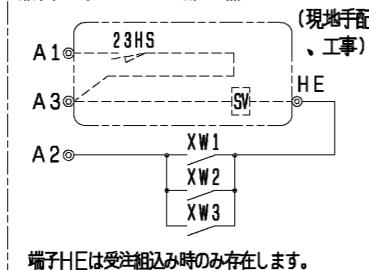 (現地手配
、工事)
A1
23HS
A3
SV
HE
A2
XW1
XW2
XW3
端子HEは受注組込み時のみ存在します。